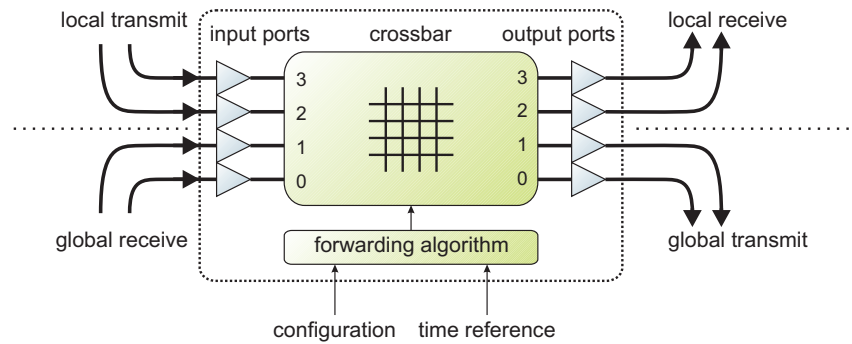 local transmit
input ports
crossbar
output ports
local receive
3
3
2
2
1
1
0
0
global receive
global transmit
forwarding algorithm
configuration
time reference